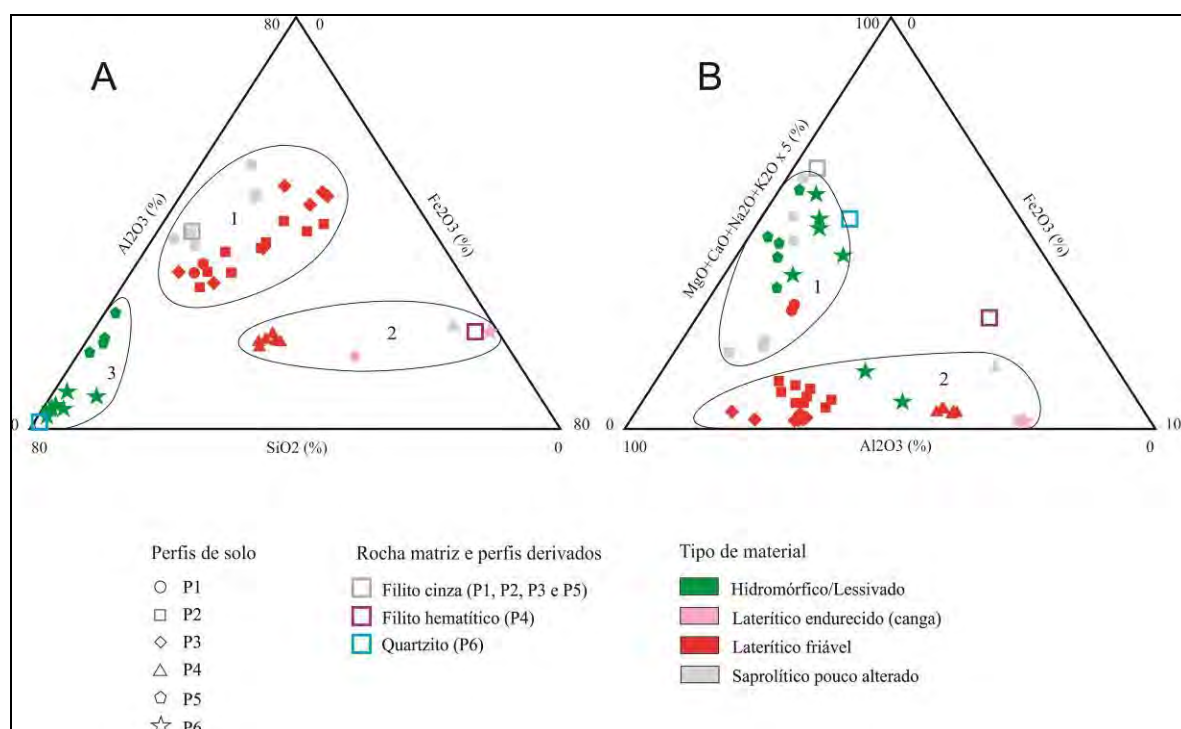 80 0
A
Al2O3 (%)
Fe2O3 (%)
1
2
3
0
80
80
0
SiO2 (%)
100 0
B
MgO+CaO+Na2O+K2O x 5 (%)
Fe2O3 (%)
1
2
0
100
10
0
Al2O3 (%)
Perfis de solo
P1
P2
P3
P4
P5
P6
Rocha matriz e perfis derivados
Filito cinza (P1, P2, P3 e P5)
Filito hematítico (P4)
Quartzito (P6)
Tipo de material
Hidromórfico/Lessivado
Laterítico endurecido (canga)
Laterítico friável
Saprolítico pouco alterado